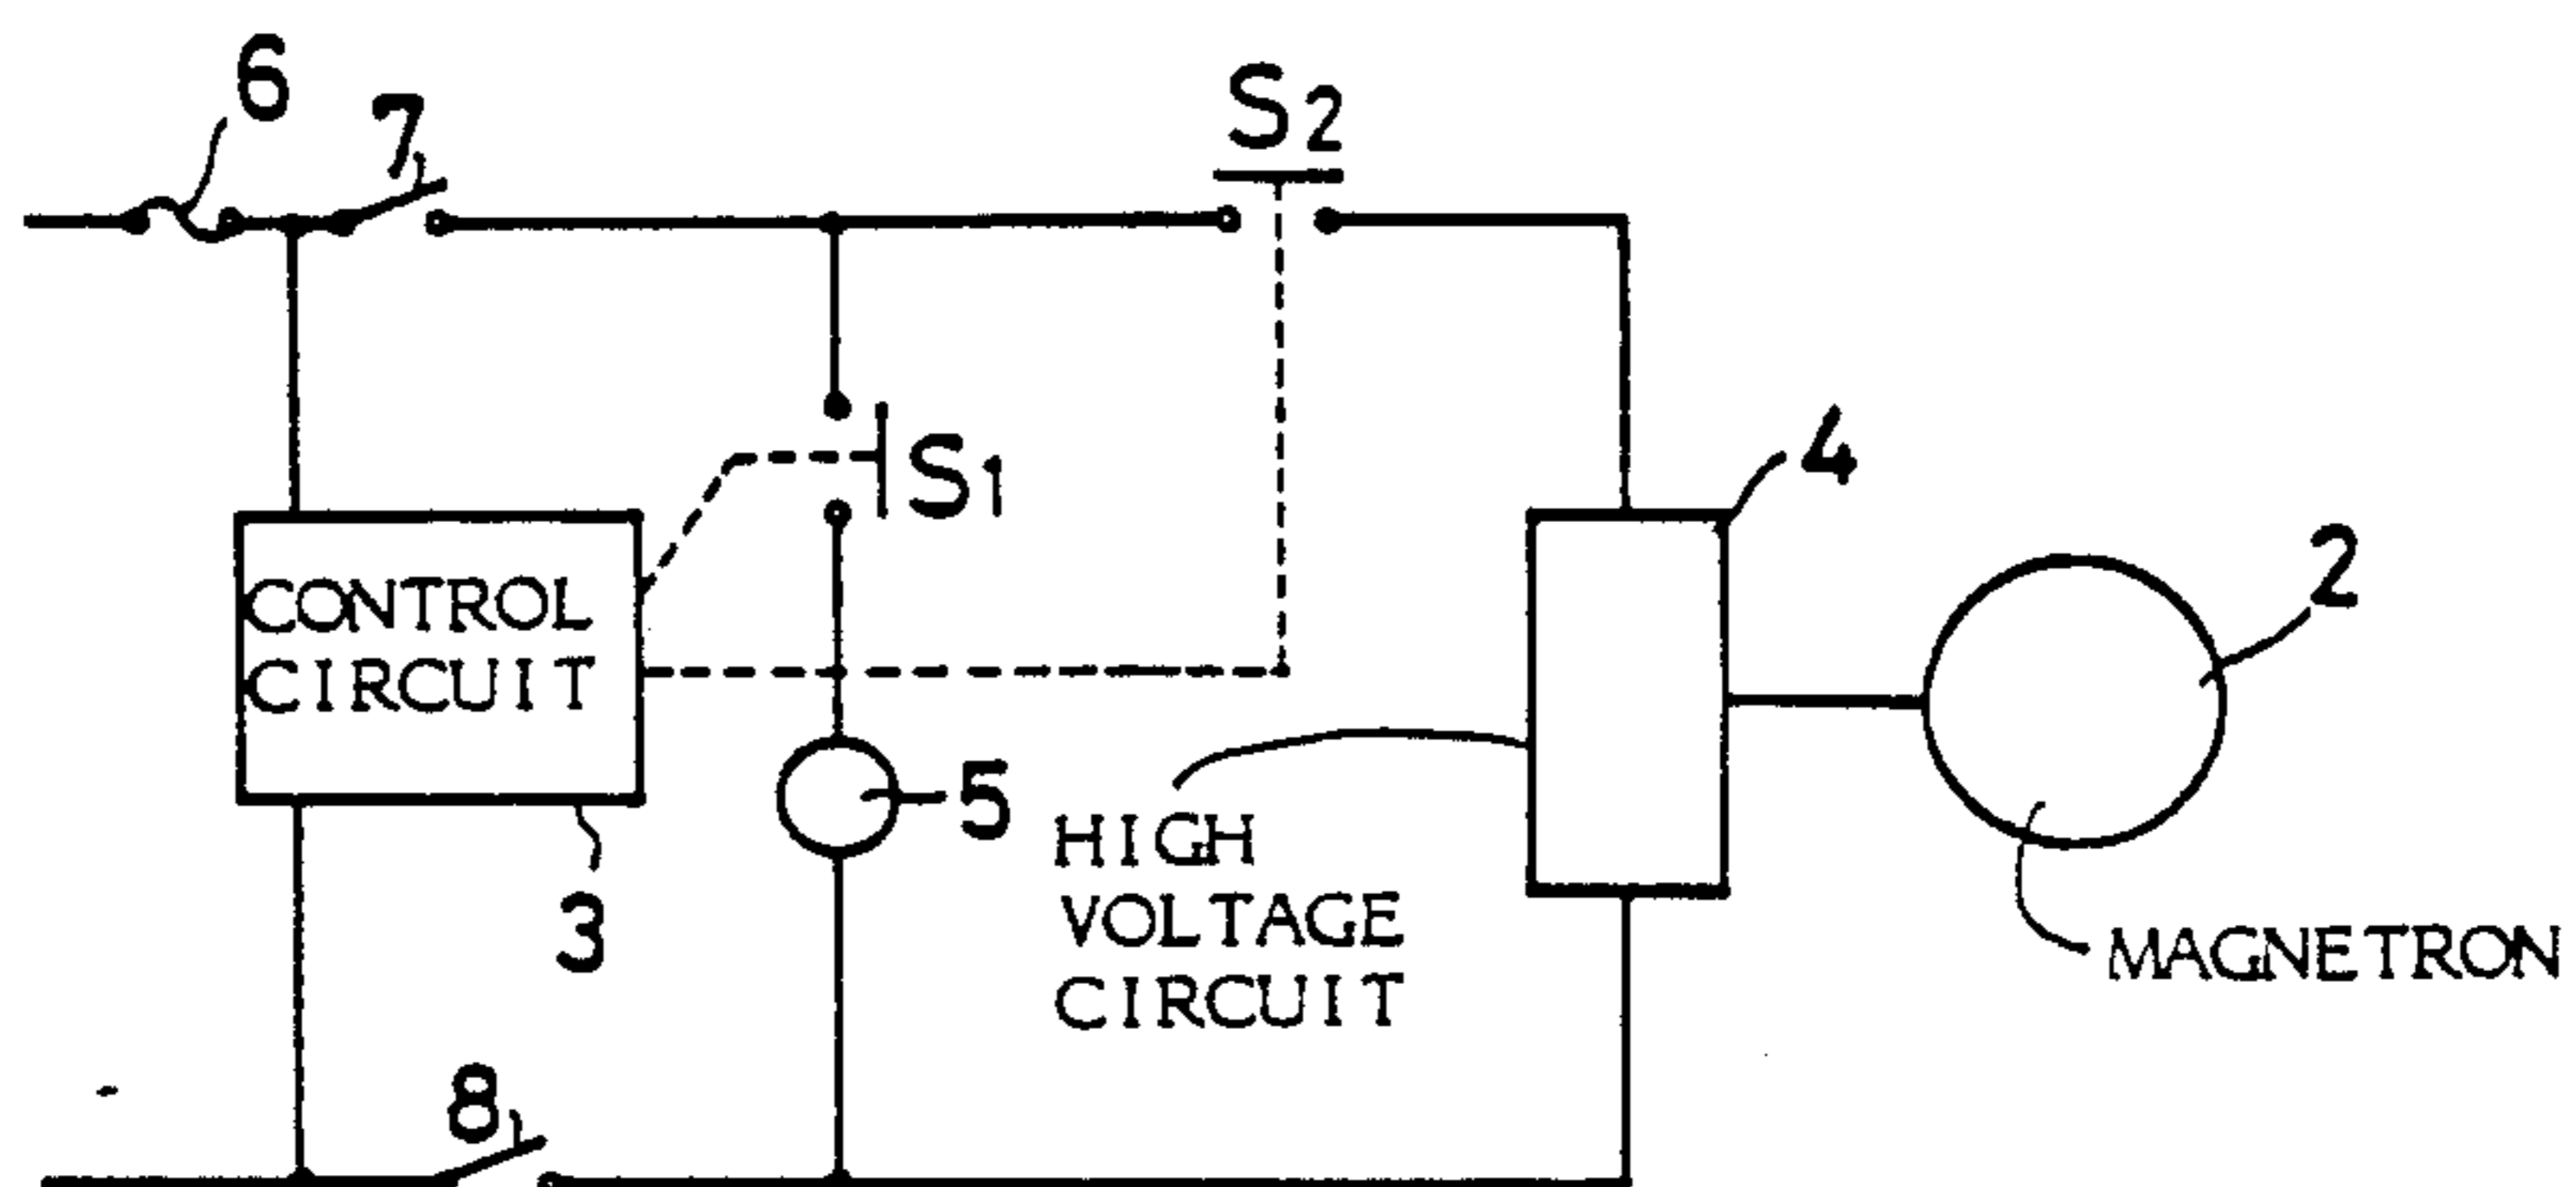 6
7
S2
S1
4
2
CONTROL
CIRCUIT
5
3
HIGH
VOLTAGE
CIRCUIT
MAGNETRON
8